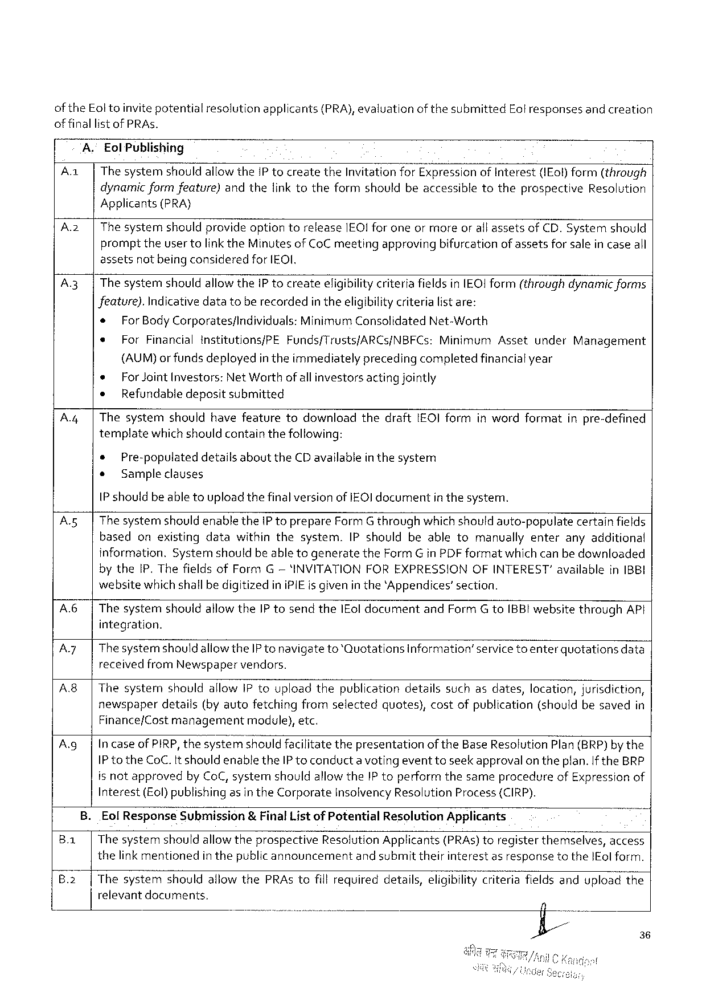 of the EoI to invite potential resolution applicants (PRA), evaluation of the submitted EoI responses and creation
of final list of PRAs.
A. EoI Publishing
A.1 The system should allow the IP to create the Invitation for Expression of Interest (IEoI) form (through
dynamic form feature) and the link to the form should be accessible to the prospective Resolution
Applicants (PRA)
A.2 The system should provide option to release IEOI for one or more or all assets of CD. System should
prompt the user to link the Minutes of CoC meeting approving bifurcation of assets for sale in case all
assets not being considered for IEOI.
A.3 The system should allow the IP to create eligibility criteria fields in IEOI form (through dynamic forms
feature). Indicative data to be recorded in the eligibility criteria list are:
• For Body Corporates/Individuals: Minimum Consolidated Net-Worth
• For Financial Institutions/PE Funds/Trusts/ARCs/NBFCs: Minimum Asset under Management
(AUM) or funds deployed in the immediately preceding completed financial year
• For Joint Investors: Net Worth of all investors acting jointly
• Refundable deposit submitted
A.4 The system should have feature to download the draft IEOI form in word format in pre-defined
template which should contain the following:
• Pre-populated details about the CD available in the system
• Sample clauses
IP should be able to upload the final version of IEOI document in the system.
A.5 The system should enable the IP to prepare Form G through which should auto-populate certain fields
based on existing data within the system. IP should be able to manually enter any additional
information. System should be able to generate the Form G in PDF format which can be downloaded
by the IP. The fields of Form G – ‘INVITATION FOR EXPRESSION OF INTEREST’ available in IBBI
website which shall be digitized in iPIE is given in the ‘Appendices’ section.
A.6 The system should allow the IP to send the IEoI document and Form G to IBBI website through API
integration.
A.7 The system should allow the IP to navigate to ‘Quotations Information’ service to enter quotations data
received from Newspaper vendors.
A.8 The system should allow IP to upload the publication details such as dates, location, jurisdiction,
newspaper details (by auto fetching from selected quotes), cost of publication (should be saved in
Finance/Cost management module), etc.
A.9 In case of PIRP, the system should facilitate the presentation of the Base Resolution Plan (BRP) by the
IP to the CoC. It should enable the IP to conduct a voting event to seek approval on the plan. If the BRP
is not approved by CoC, system should allow the IP to perform the same procedure of Expression of
Interest (EoI) publishing as in the Corporate Insolvency Resolution Process (CIRP).
B. EoI Response Submission & Final List of Potential Resolution Applicants
B.1 The system should allow the prospective Resolution Applicants (PRAs) to register themselves, access
the link mentioned in the public announcement and submit their interest as response to the IEoI form.
B.2 The system should allow the PRAs to fill required details, eligibility criteria fields and upload the
relevant documents.
36
अनिल चन्द्र /Anil C
अवर सचिव/Under Secretary